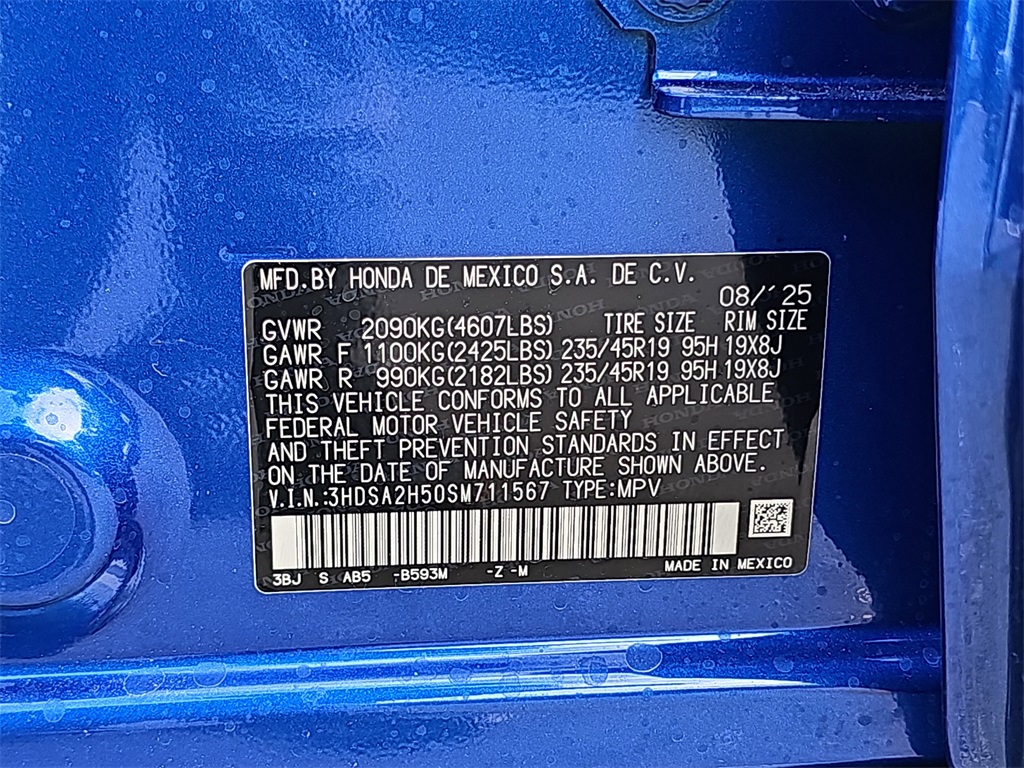 MFD.BY HONDA DE MEXICO S.A. DE C.V.
08/´25
GVWR 2090KG(4607LBS) TIRE SIZE RIM SIZE
GAWR F 1100KG(2425LBS) 235/45R19 95H 19X8J
GAWR R 990KG(2182LBS) 235/45R19 95H 19X8J
THIS VEHICLE CONFORMS TO ALL APPLICABLE
FEDERAL MOTOR VEHICLE SAFETY
AND THEFT PREVENTION STANDARDS IN EFFECT
ON THE DATE OF MANUFACTURE SHOWN ABOVE.
V.I.N.:3HDSA2H50SM711567 TYPE:MPV
3BJ S AB5 -B593M -Z -M MADE IN MEXICO